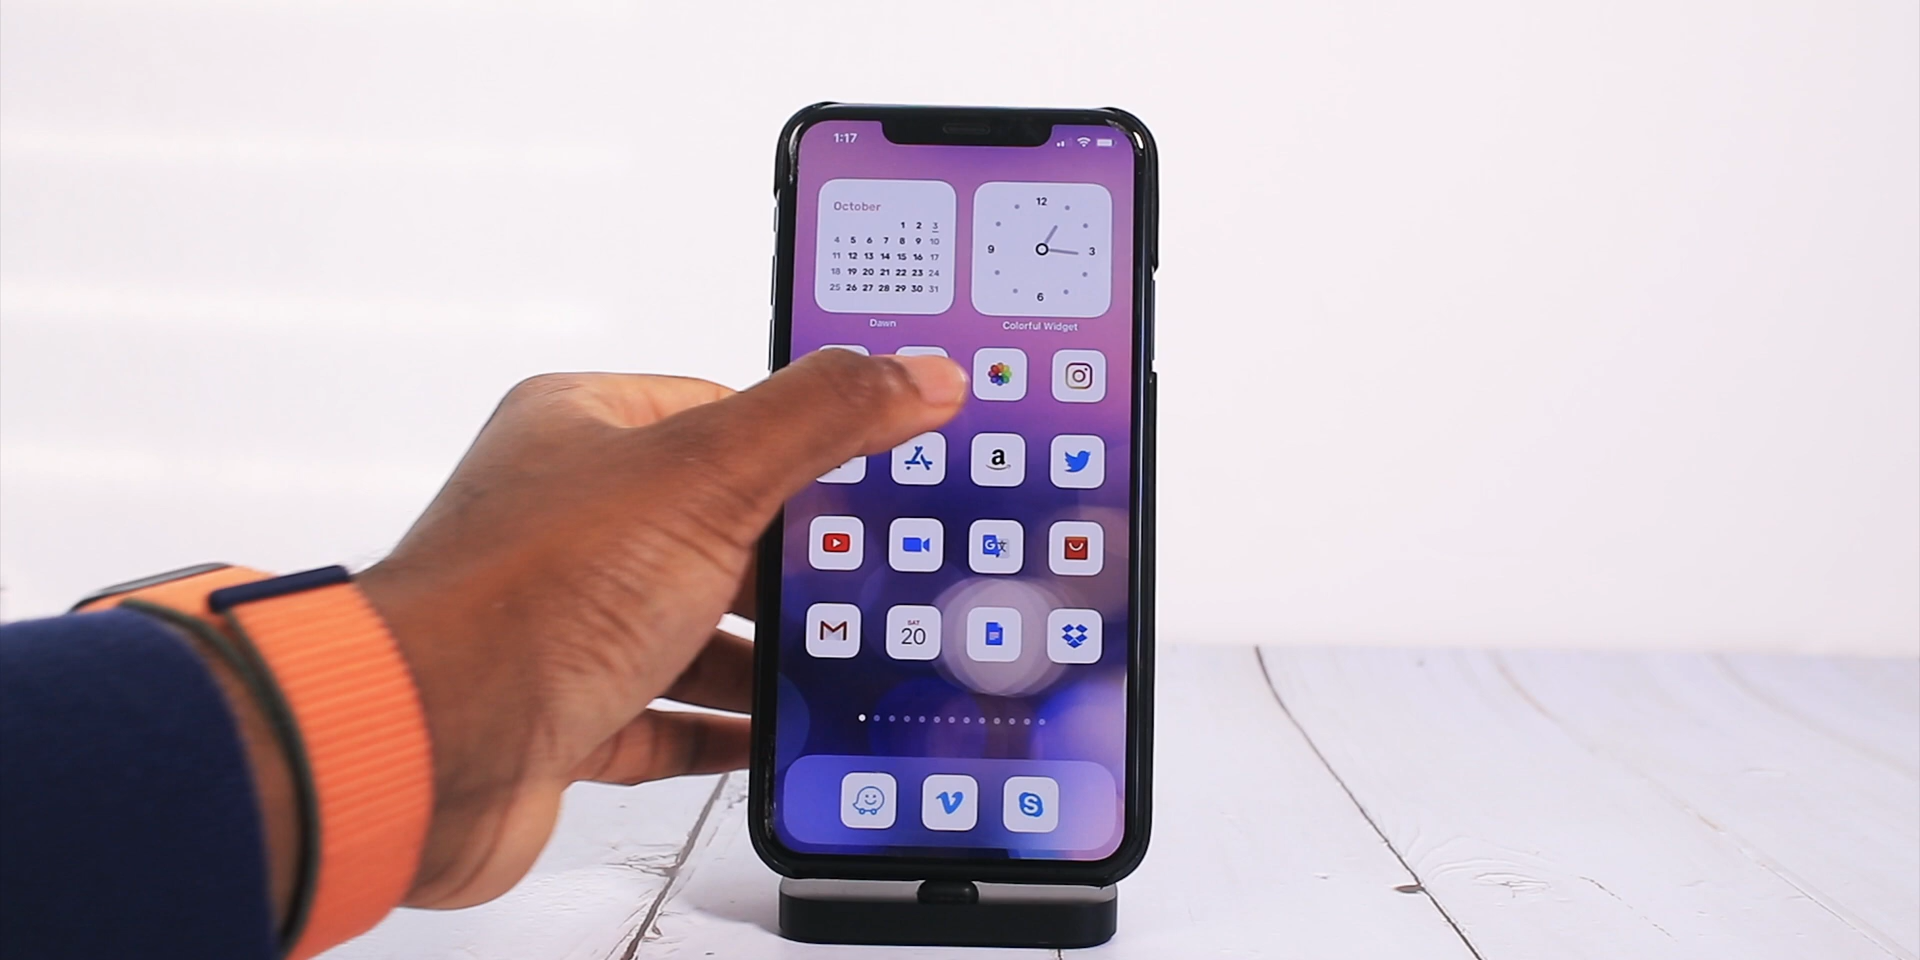 1:17
October
1 2 3
4 5 6 7 8 9 10
11 12 13 14 15 16 17
18 19 20 21 22 23 24
25 26 27 28 29 30 31
12
9 3
6
Dawn
Colorful Widget
a
G 文
SAT
20
S